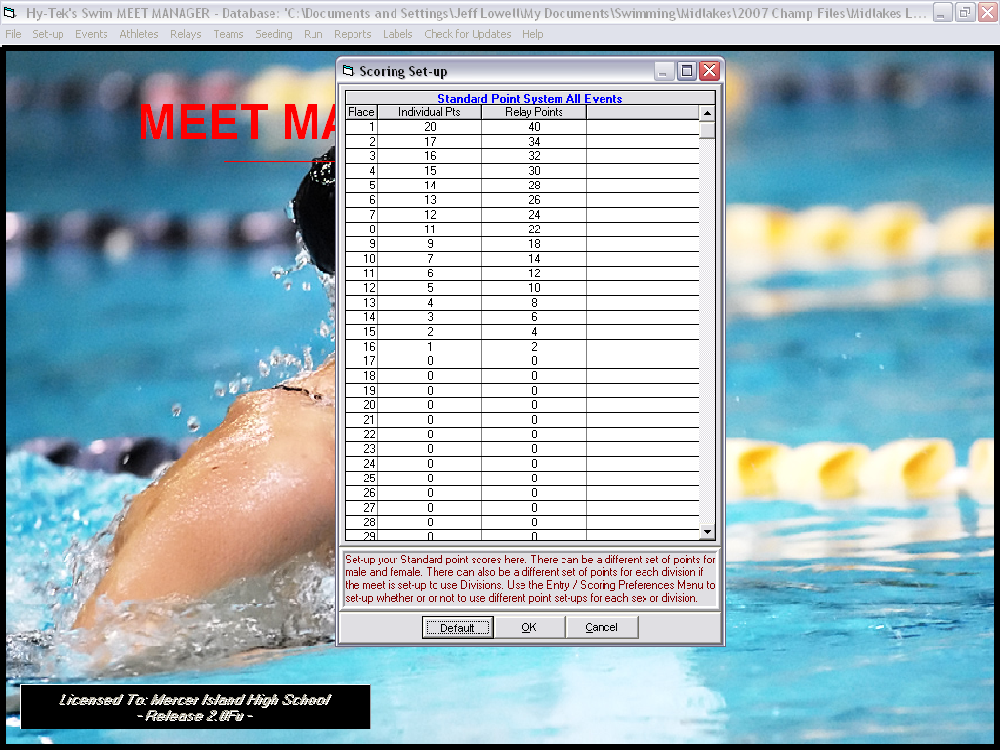 Hy-Tek's Swim MEET MANAGER - Database: 'C:\Documents and Settings\Jeff Lowell\My Documents\Swimming\Midlakes\2007 Champ Files\Midlakes L...
File Set-up Events Athletes Relays Teams Seeding Run Reports Labels Check for Updates Help
MEET MA
Scoring Set-up
Standard Point System All Events
Place Individual Pts Relay Points
1 20 40
2 17 34
3 16 32
4 15 30
5 14 28
6 13 26
7 12 24
8 11 22
9 9 18
10 7 14
11 6 12
12 5 10
13 4 8
14 3 6
15 2 4
16 1 2
17 0 0
18 0 0
19 0 0
20 0 0
21 0 0
22 0 0
23 0 0
24 0 0
25 0 0
26 0 0
27 0 0
28 0 0
29 0 0
Set-up your Standard point scores here. There can be a different set of points for
male and female. There can also be a different set of points for each division if
the meet is set-up to use Divisions. Use the Entry / Scoring Preferences Menu to
set-up whether or or not to use different point set-ups for each sex or division.
Default OK Cancel
Licensed To: Mercer Island High School
- Release 2.0Fu -